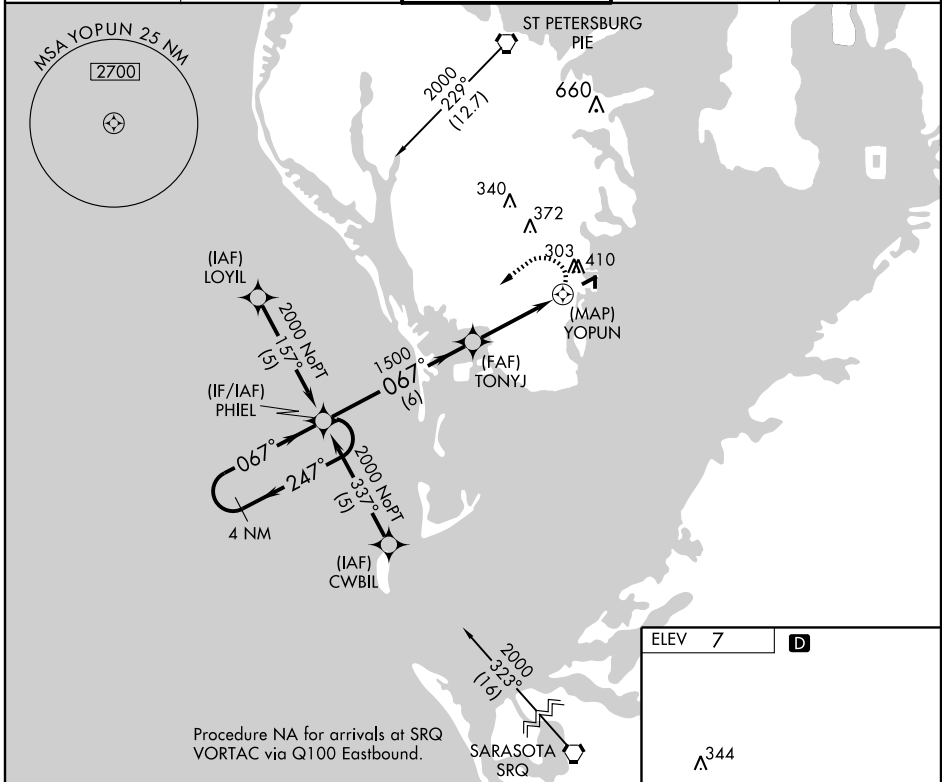 MSA YOPUN 25 NM
2700
ST PETERSBURG
PIE
2000
229°
(12.7)
660
340
372
303
410
(IAF)
LOYIL
2000 NoPT
157°
(5)
(MAP)
YOPUN
(FAF)
TONYJ
1500
067°
(6)
(IF/IAF)
PHIEL
067°
247°
4 NM
2000 NoPT
337°
(5)
(IAF)
CWBIL
2000
323°
(16)
SARASOTA
SRQ
Procedure NA for arrivals at SRQ
VORTAC via Q100 Eastbound.
ELEV 7
D
344